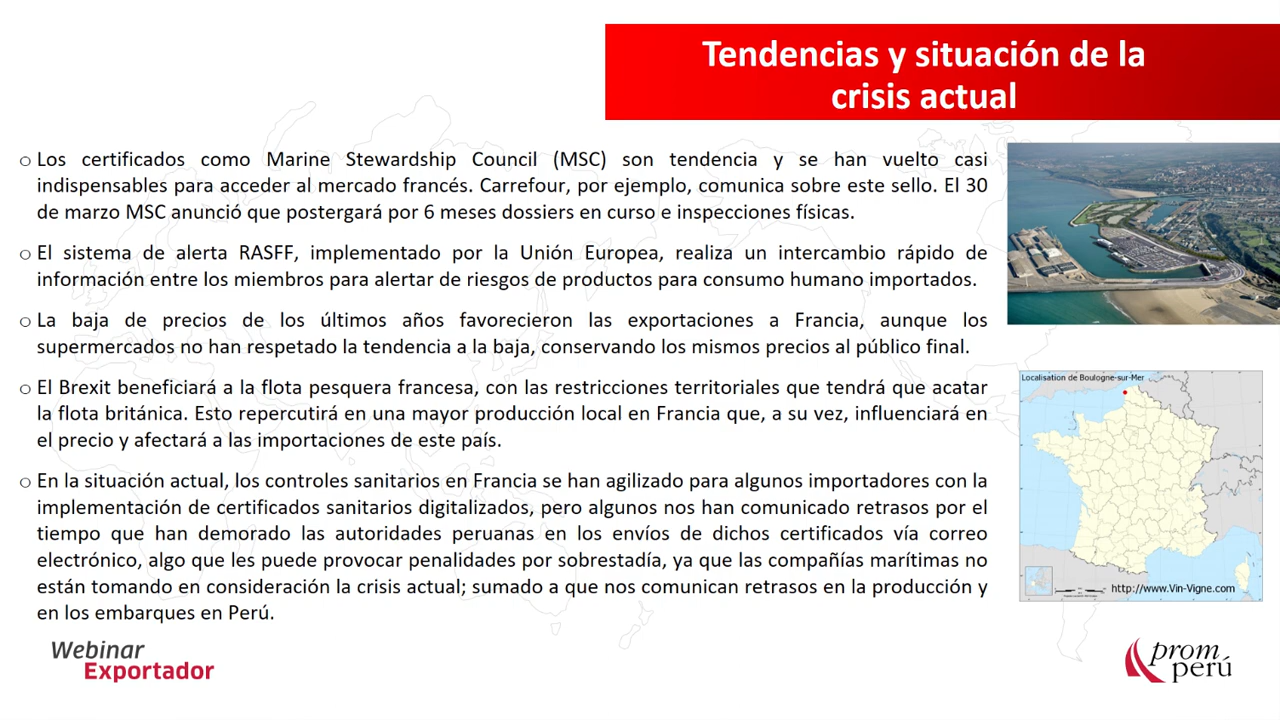 Tendencias y situación de la
crisis actual
○ Los certificados como Marine Stewardship Council (MSC) son tendencia y se han vuelto casi
indispensables para acceder al mercado francés. Carrefour, por ejemplo, comunica sobre este sello. El 30
de marzo MSC anunció que postergará por 6 meses dossiers en curso e inspecciones físicas.
○ El sistema de alerta RASFF, implementado por la Unión Europea, realiza un intercambio rápido de
información entre los miembros para alertar de riesgos de productos para consumo humano importados.
○ La baja de precios de los últimos años favorecieron las exportaciones a Francia, aunque los
supermercados no han respetado la tendencia a la baja, conservando los mismos precios al público final.
○ El Brexit beneficiará a la flota pesquera francesa, con las restricciones territoriales que tendrá que acatar
la flota británica. Esto repercutirá en una mayor producción local en Francia que, a su vez, influenciará en
el precio y afectará a las importaciones de este país.
○ En la situación actual, los controles sanitarios en Francia se han agilizado para algunos importadores con la
implementación de certificados sanitarios digitalizados, pero algunos nos han comunicado retrasos por el
tiempo que han demorado las autoridades peruanas en los envíos de dichos certificados vía correo
electrónico, algo que les puede provocar penalidades por sobrestadía, ya que las compañías marítimas no
están tomando en consideración la crisis actual; sumado a que nos comunican retrasos en la producción y
en los embarques en Perú.
Localisation de Boulogne-sur-Mer
http://www.Vin-Vigne.com
Webinar
Exportador
prom
perú